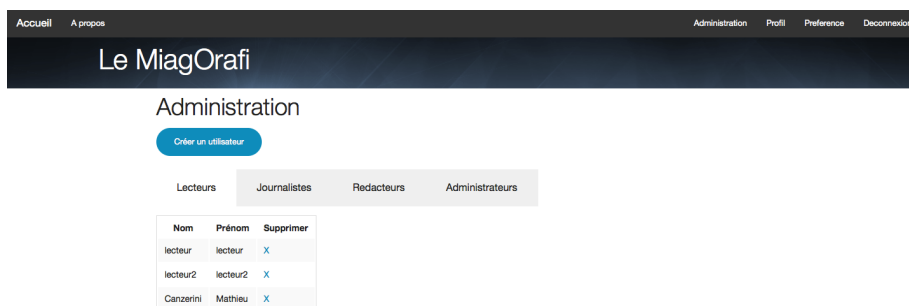 Accueil A propos Administration Profil Preference Deconnexion
Le MiagOrafi
Administration
Créer un utilisateur
Lecteurs Journalistes Redacteurs Administrateurs
Nom Prénom Supprimer
lecteur lecteur X
lecteur2 lecteur2 X
Canzerini Mathieu X